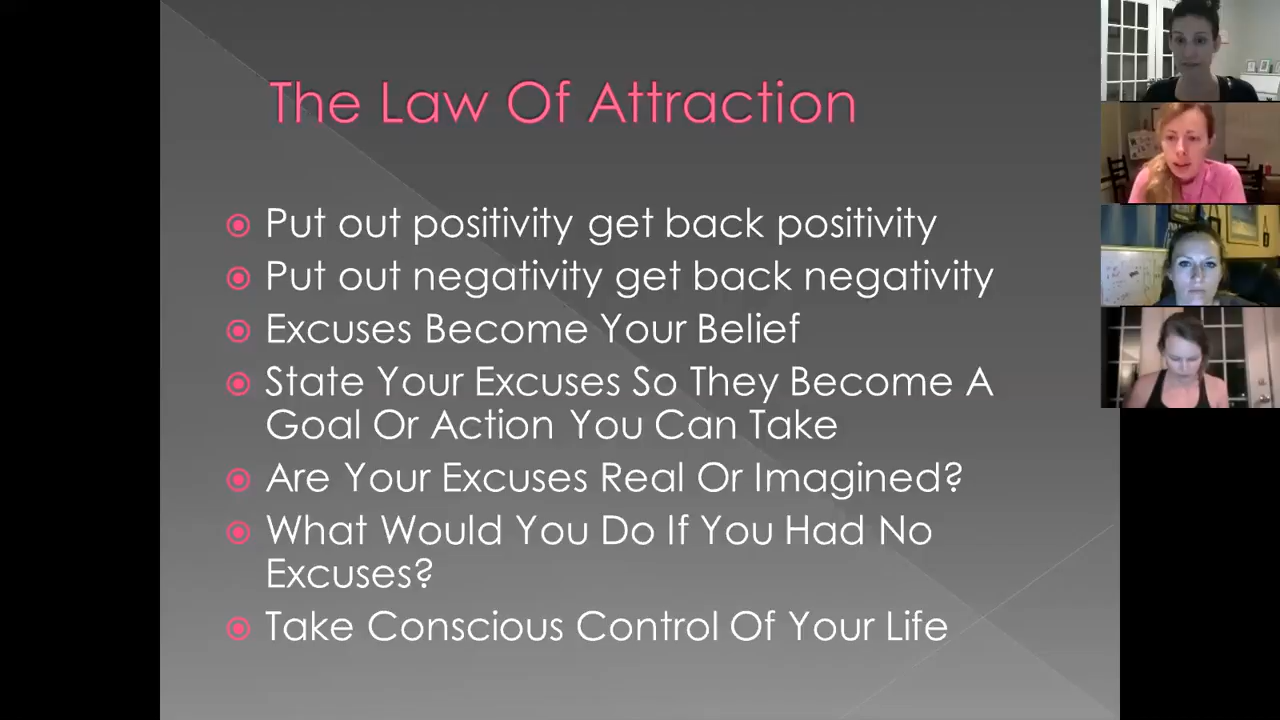 The Law Of Attraction
Put out positivity get back positivity
Put out negativity get back negativity
Excuses Become Your Belief
State Your Excuses So They Become A
Goal Or Action You Can Take
Are Your Excuses Real Or Imagined?
What Would You Do If You Had No
Excuses?
Take Conscious Control Of Your Life